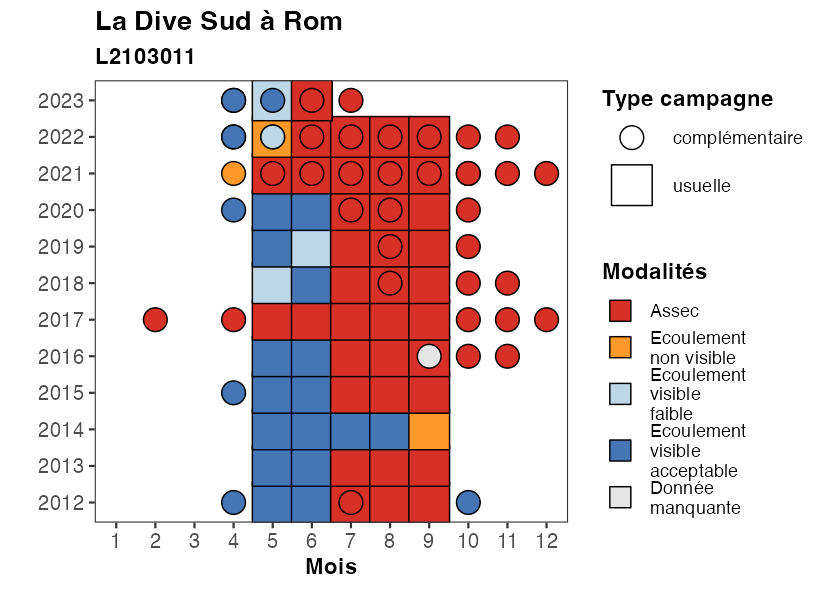 La Dive Sud à Rom
L2103011
2023
2022
2021
2020
2019
2018
2017
2016
2015
2014
2013
2012
1 2 3 4 5 6 7 8 9 10 11 12
Mois
Type campagne
complémentaire
usuelle
Modalités
Assec
Ecoulement
non visible
Ecoulement
visible
faible
Ecoulement
visible
acceptable
Donnée
manquante